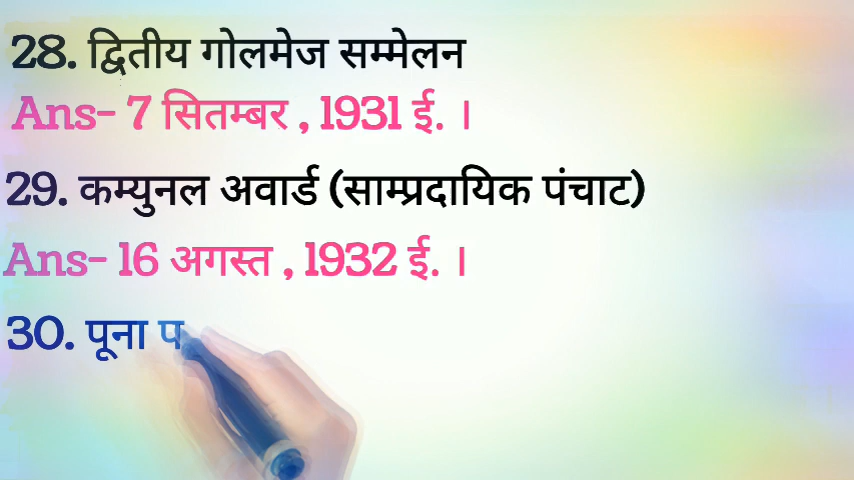 28. द्वितीय गोलमेज सम्मेलन
Ans- 7 सितम्बर , 1931 ई. ।
29. कम्युनल अवार्ड (साम्प्रदायिक पंचाट)
Ans- 16 अगस्त , 1932 ई. ।
30. पूना प